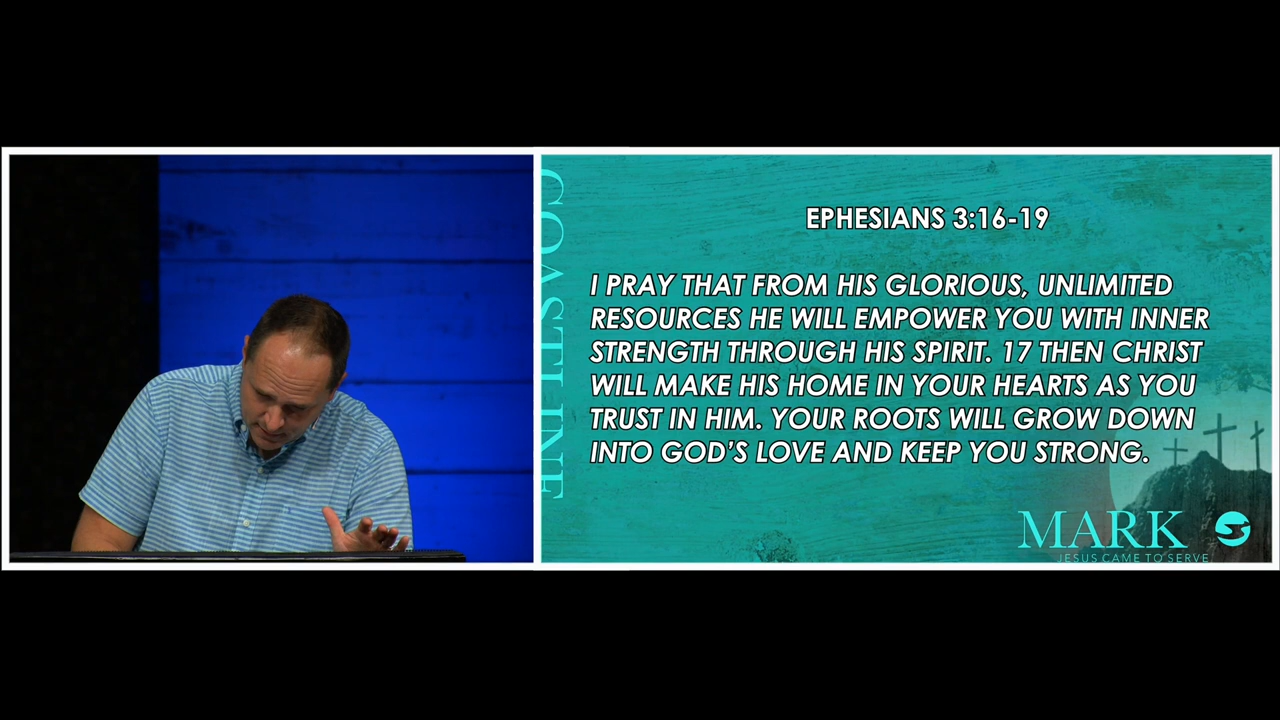 COASTLINE
EPHESIANS 3:16-19
I PRAY THAT FROM HIS GLORIOUS, UNLIMITED
RESOURCES HE WILL EMPOWER YOU WITH INNER
STRENGTH THROUGH HIS SPIRIT. 17 THEN CHRIST
WILL MAKE HIS HOME IN YOUR HEARTS AS YOU
TRUST IN HIM. YOUR ROOTS WILL GROW DOWN
INTO GOD'S LOVE AND KEEP YOU STRONG.
MARK
JESUS CAME TO SERVE